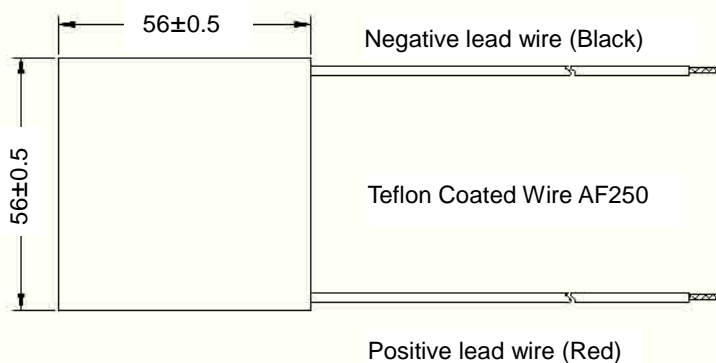 56±0.5
Negative lead wire (Black)
56±0.5
Teflon Coated Wire AF250
Positive lead wire (Red)